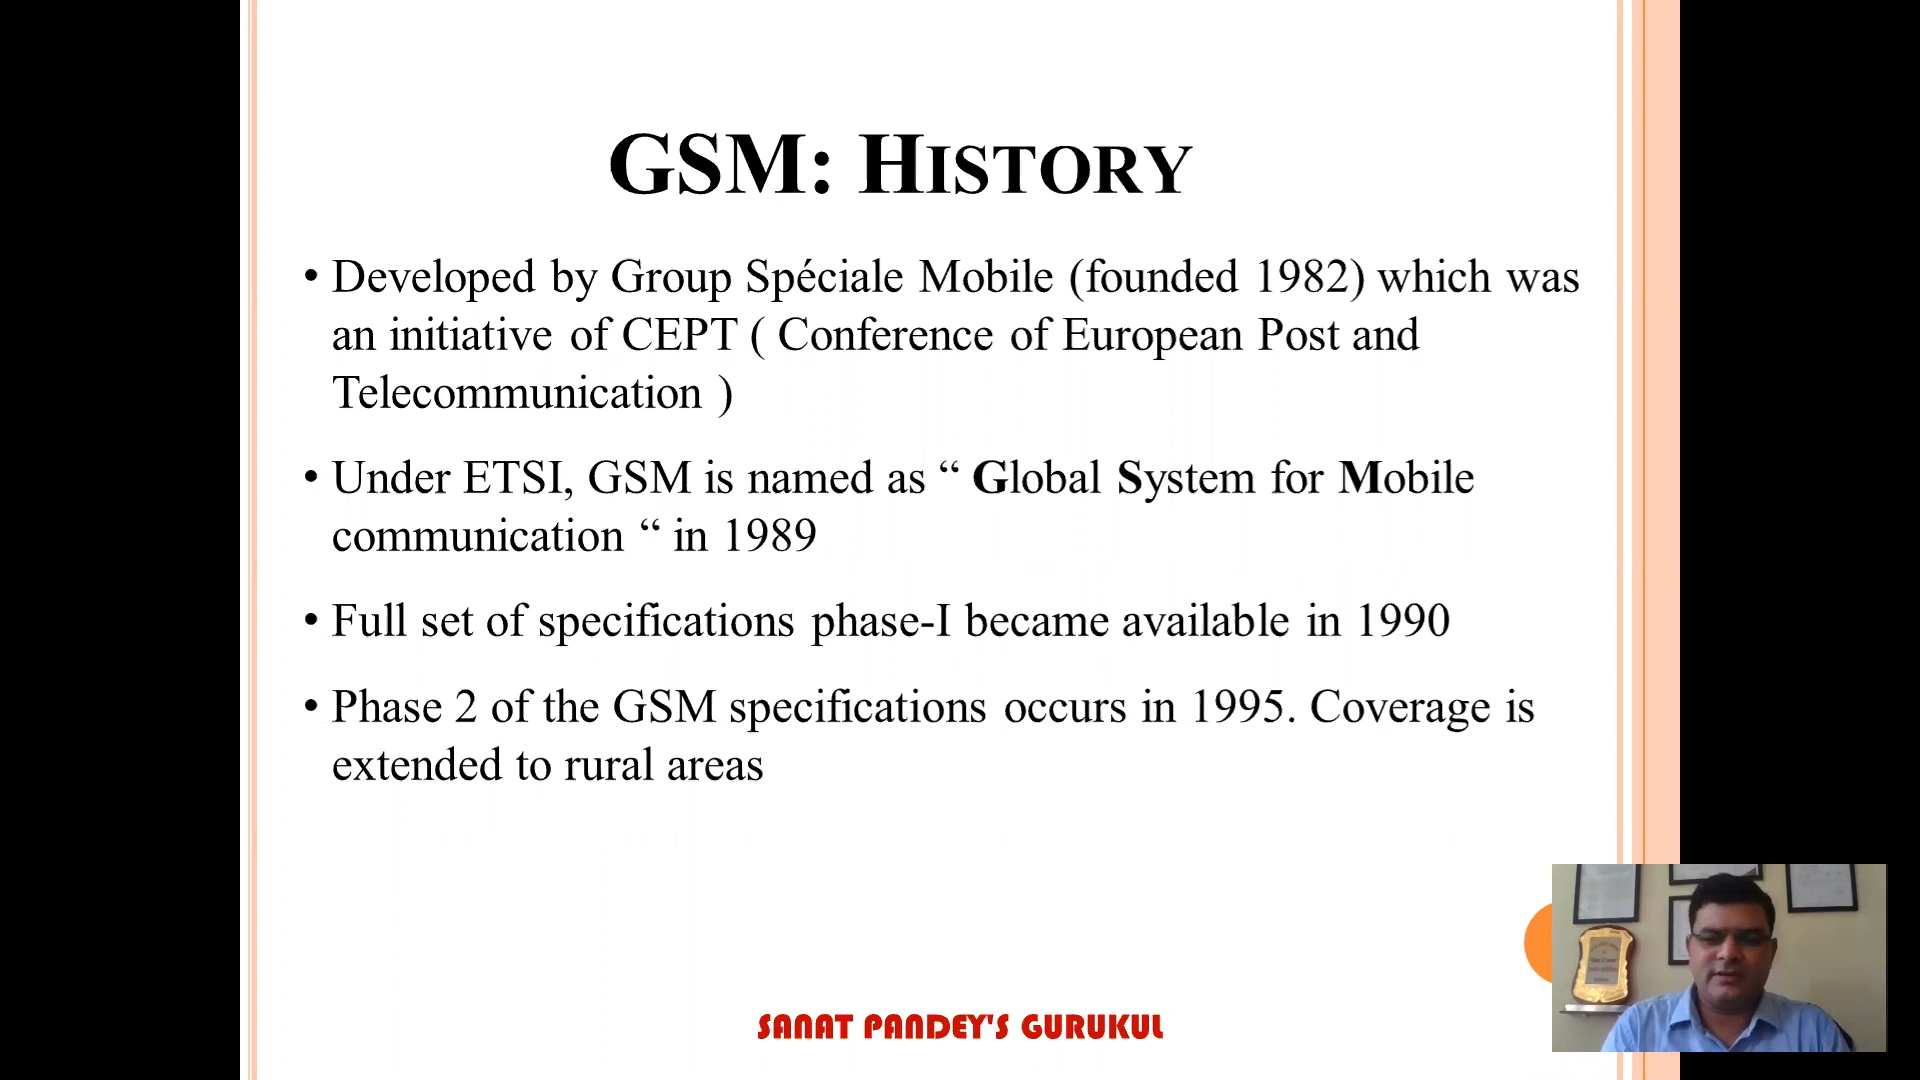 GSM: HISTORY
• Developed by Group Spéciale Mobile (founded 1982) which was
an initiative of CEPT ( Conference of European Post and
Telecommunication )
• Under ETSI, GSM is named as “ Global System for Mobile
communication “ in 1989
• Full set of specifications phase-I became available in 1990
• Phase 2 of the GSM specifications occurs in 1995. Coverage is
extended to rural areas
SANAT PANDEY'S GURUKUL